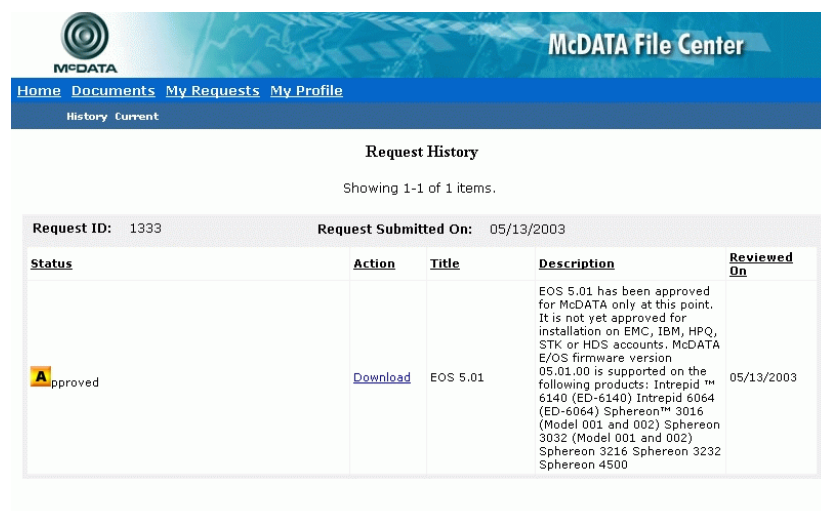 McDATA
McDATA File Center
Home Documents My Requests My Profile
History Current
Request History
Showing 1-1 of 1 items.
Request ID: 1333 Request Submitted On: 05/13/2003
Status Action Title Description Reviewed
On
EOS 5.01 has been approved
for McDATA only at this point.
It is not yet approved for
installation on EMC, IBM, HPQ,
STK or HDS accounts. McDATA
E/OS firmware version
05.01.00 is supported on the
following products: Intrepid ™
6140 (ED-6140) Intrepid 6064
(ED-6064) Sphereon™ 3016
(Model 001 and 002) Sphereon
3032 (Model 001 and 002)
Sphereon 3216 Sphereon 3232
Sphereon 4500
Approved Download EOS 5.01 05/13/2003